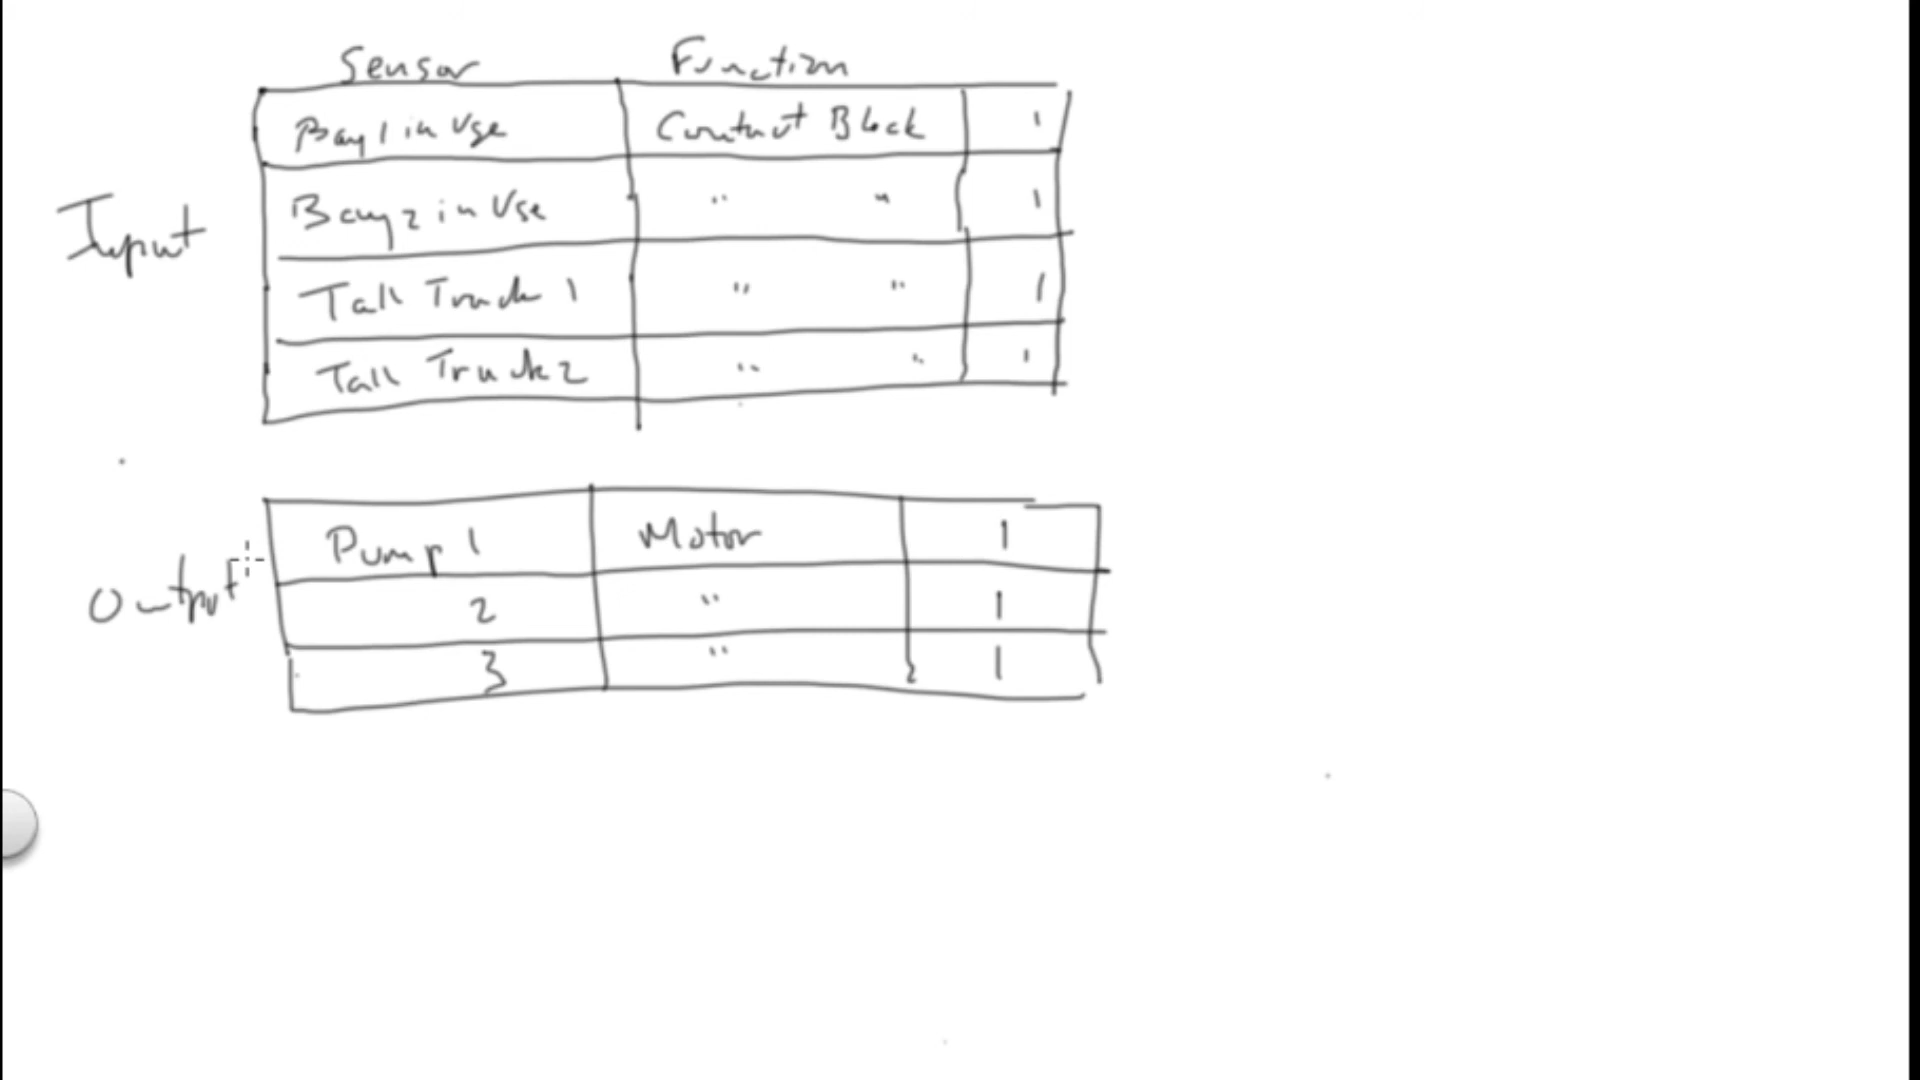 Sensor Function
Bay 1 in Use Contact Block 1
Bay 2 in Use " " 1
Input
Tall Truck 1 " " 1
Tall Truck 2 " " 1
Pump 1 Motor 1
Output
2 " 1
3 " 1